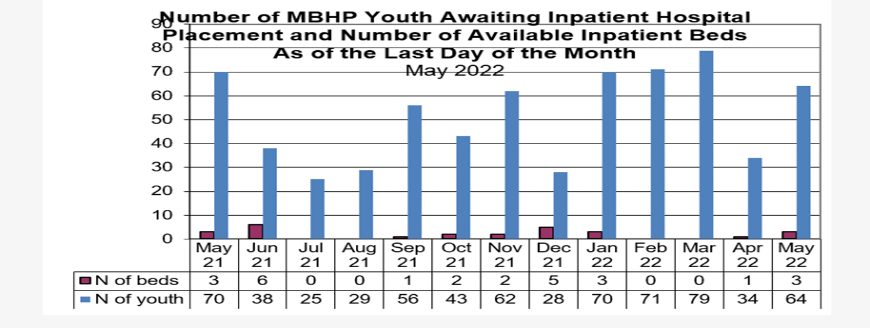 Number of MBHP Youth Awaiting Inpatient Hospital
Placement and Number of Available Inpatient Beds
As of the Last Day of the Month
May 2022
90
80
70
60
50
40
30
20
10
0
May Jun Jul Aug Sep Oct Nov Dec Jan Feb Mar Apr May
21 21 21 21 21 21 21 21 22 22 22 22 22
N of beds 3 6 0 0 1 2 2 5 3 0 0 1 3
N of youth 70 38 25 29 56 43 62 28 70 71 79 34 64